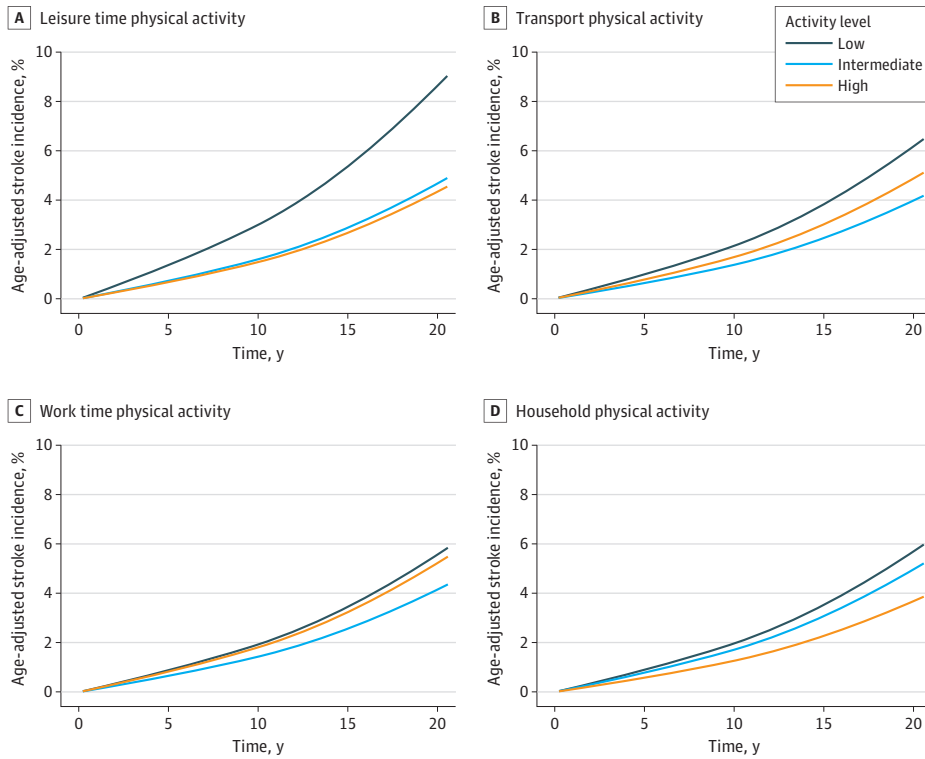 A Leisure time physical activity
Age-adjusted stroke incidence, %
10
8
6
4
2
0
0 5 10 15 20
Time, y
B Transport physical activity
Activity level
Low
Intermediate
High
Age-adjusted stroke incidence, %
10
8
6
4
2
0
0 5 10 15 20
Time, y
C Work time physical activity
Age-adjusted stroke incidence, %
10
8
6
4
2
0
0 5 10 15 20
Time, y
D Household physical activity
Age-adjusted stroke incidence, %
10
8
6
4
2
0
0 5 10 15 20
Time, y